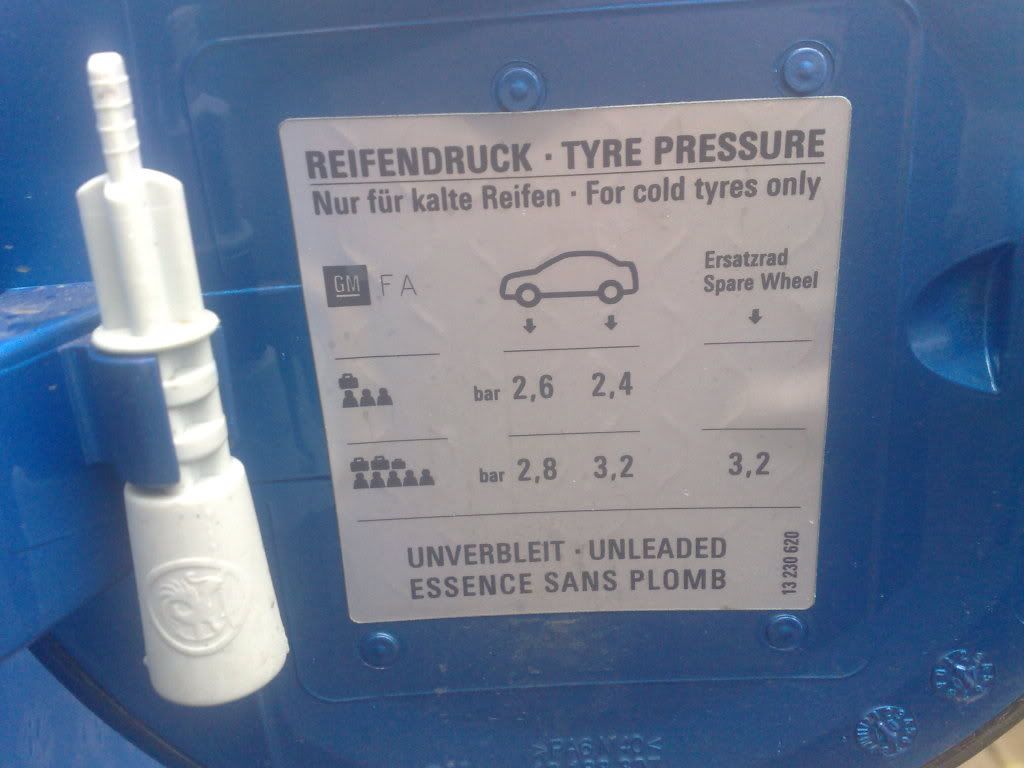 REIFENDRUCK · TYRE PRESSURE
Nur für kalte Reifen · For cold tyres only
GM FA
Ersatzrad
Spare Wheel
bar 2,6 2,4
bar 2,8 3,2 3,2
UNVERBLEIT · UNLEADED
ESSENCE SANS PLOMB
13 230 620